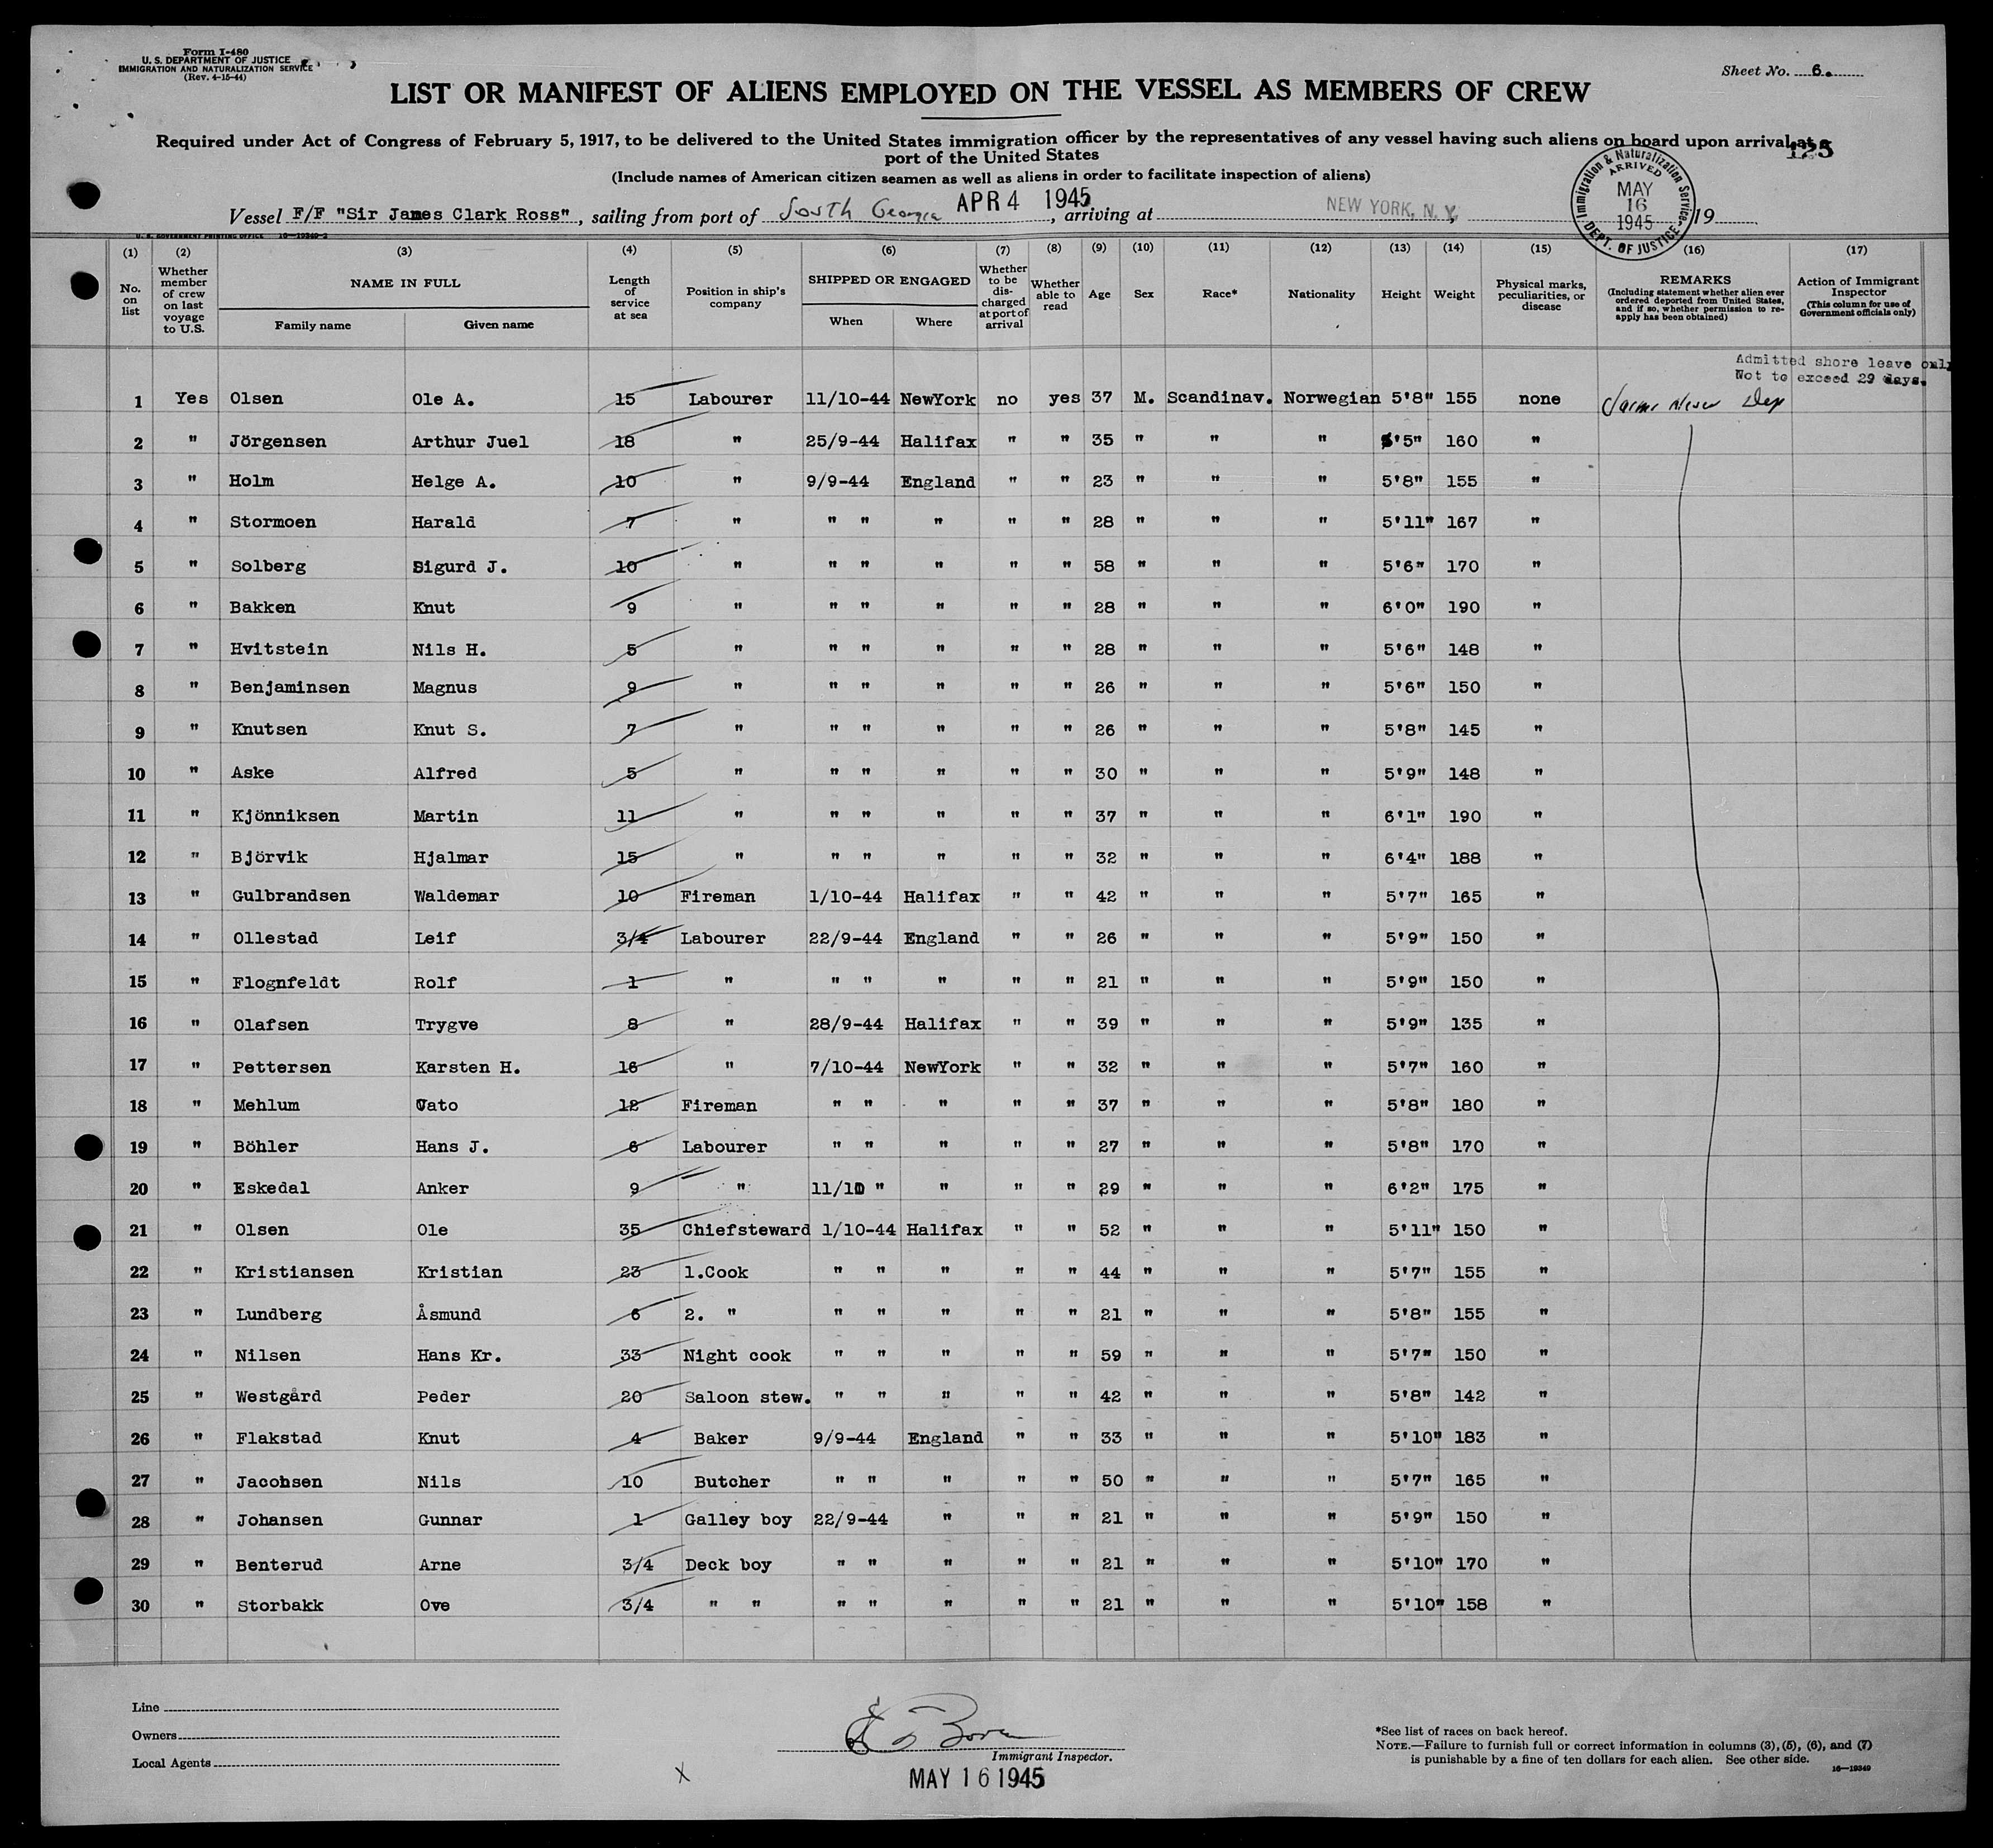 Form I-480
U. S. DEPARTMENT OF JUSTICE
IMMIGRATION AND NATURALIZATION SERVICE
(Rev. 4-15-44)
Sheet No. 6.
LIST OR MANIFEST OF ALIENS EMPLOYED ON THE VESSEL AS MEMBERS OF CREW
Required under Act of Congress of February 5, 1917, to be delivered to the United States immigration officer by the representatives of any vessel having such aliens on board upon arrival at a
port of the United States
125
(Include names of American citizen seamen as well as aliens in order to facilitate inspection of aliens)
Vessel F/F "Sir James Clark Ross", sailing from port of South Georgia APR 4 1945, arriving at NEW YORK, N. Y., 19
Immigration & Naturalization Service
ARRIVED
MAY
16
1945
DEPT. OF JUSTICE
U. S. GOVERNMENT PRINTING OFFICE 16—19349-2
(1) (2) (3) (4) (5) (6) (7) (8) (9) (10) (11) (12) (13) (14) (15) (16) (17)
No. on list
Whether member of crew on last voyage to U.S.
NAME IN FULL
Family name
Given name
Length of service at sea
Position in ship's company
SHIPPED OR ENGAGED
When
Where
Whether to be discharged at port of arrival
Whether able to read
Age
Sex
Race*
Nationality
Height
Weight
Physical marks, peculiarities, or disease
REMARKS
(Including statement whether alien ever ordered deported from United States, and if so, whether permission to re-apply has been obtained)
Action of Immigrant Inspector
(This column for use of Government officials only)
Admitted shore leave only
Not to exceed 29 days.
1 Yes Olsen Ole A. 15 Labourer 11/10-44 NewYork no yes 37 M. Scandinav. Norwegian 5'8" 155 none Never Dep
2 " Jörgensen Arthur Juel 18 " 25/9-44 Halifax " " 35 " " " 5'5" 160 "
3 " Holm Helge A. 10 " 9/9-44 England " " 23 " " " 5'8" 155 "
4 " Stormoen Harald 7 " " " " " " 28 " " " 5'11" 167 "
5 " Solberg Sigurd J. 10 " " " " " " 58 " " " 5'6" 170 "
6 " Bakken Knut 9 " " " " " " 28 " " " 6'0" 190 "
7 " Hvitstein Nils H. 5 " " " " " " 28 " " " 5'6" 148 "
8 " Benjaminsen Magnus 9 " " " " " " 26 " " " 5'6" 150 "
9 " Knutsen Knut S. 7 " " " " " " 26 " " " 5'8" 145 "
10 " Aske Alfred 5 " " " " " " 30 " " " 5'9" 148 "
11 " Kjönniksen Martin 11 " " " " " " 37 " " " 6'1" 190 "
12 " Björvik Hjalmar 15 " " " " " " 32 " " " 6'4" 188 "
13 " Gulbrandsen Waldemar 10 Fireman 1/10-44 Halifax " " 42 " " " 5'7" 165 "
14 " Ollestad Leif 3/4 Labourer 22/9-44 England " " 26 " " " 5'9" 150 "
15 " Flognfeldt Rolf 1 " " " " " " 21 " " " 5'9" 150 "
16 " Olafsen Trygve 8 " 28/9-44 Halifax " " 39 " " " 5'9" 135 "
17 " Pettersen Karsten H. 16 " 7/10-44 NewYork " " 32 " " " 5'7" 160 "
18 " Mehlum Cato 12 Fireman " " " " " 37 " " " 5'8" 180 "
19 " Böhler Hans J. 6 Labourer " " " " " 27 " " " 5'8" 170 "
20 " Eskedal Anker 9 " 11/10 " " " " 29 " " " 6'2" 175 "
21 " Olsen Ole 35 Chiefsteward 1/10-44 Halifax " " 52 " " " 5'11" 150 "
22 " Kristiansen Kristian 23 1.Cook " " " " " 44 " " " 5'7" 155 "
23 " Lundberg Åsmund 6 2. " " " " " " 21 " " " 5'8" 155 "
24 " Nilsen Hans Kr. 33 Night cook " " " " " 59 " " " 5'7" 150 "
25 " Westgård Peder 20 Saloon stew. " " " " " 42 " " " 5'8" 142 "
26 " Flakstad Knut 4 Baker 9/9-44 England " " 33 " " " 5'10" 183 "
27 " Jacobsen Nils 10 Butcher " " " " " 50 " " " 5'7" 165 "
28 " Johansen Gunnar 1 Galley boy 22/9-44 " " " 21 " " " 5'9" 150 "
29 " Benterud Arne 3/4 Deck boy " " " " " 21 " " " 5'10" 170 "
30 " Storbakk Ove 3/4 " " " " " " " 21 " " " 5'10" 158 "
Line
Owners
Local Agents
x
Immigrant Inspector.
MAY 16 1945
*See list of races on back hereof.
NOTE.—Failure to furnish full or correct information in columns (3), (5), (6), and (7)
is punishable by a fine of ten dollars for each alien. See other side.
16—19349